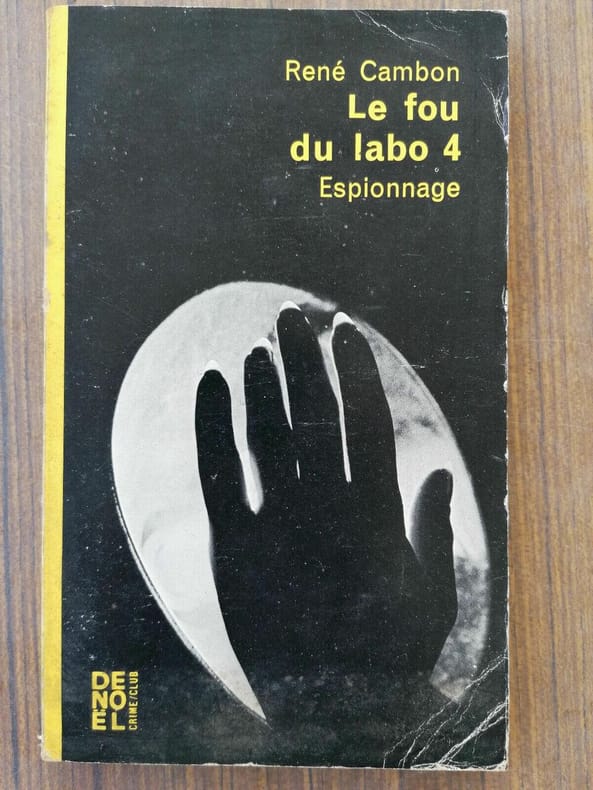 René Cambon
Le fou
du labo 4
Espionnage
DE
NO
ËL
CRIME/CLUB